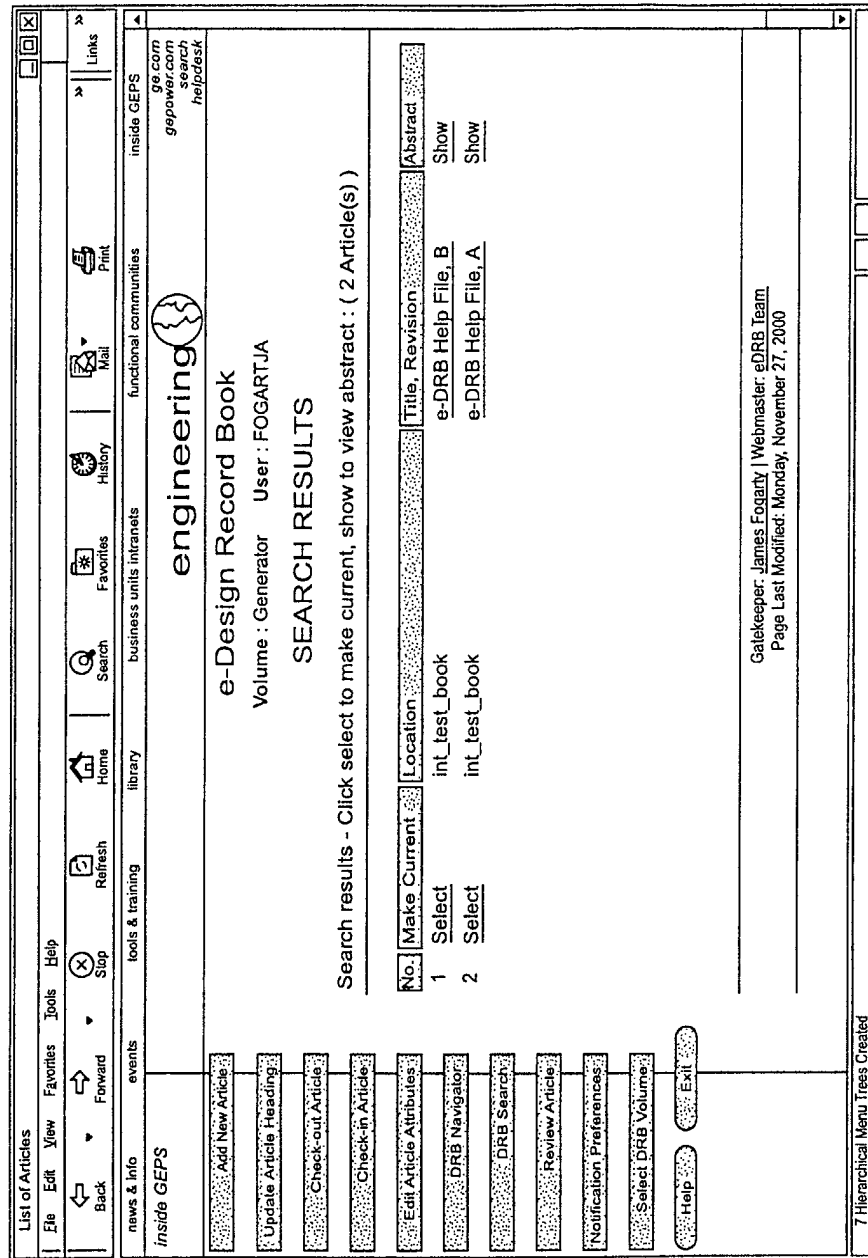 List of Articles
File Edit View Favorites Tools Help
Back Forward Stop Refresh Home Search Favorites History Mail Print » Links »
news & Info events tools & training library business units intranets functional communities inside GEPS
inside GEPS
ge.com
gepower.com
search
helpdesk
engineering
e-Design Record Book
Volume : Generator User : FOGARTJA
SEARCH RESULTS
Search results - Click select to make current, show to view abstract : ( 2 Article(s) )
Add New Article
Update Article Heading
Check-out Article
Check-in Article
Edit Article Attributes
DRB Navigator
DRB Search
Review Article
Notification Preferences
Select DRB Volume
Help Exit
No. Make Current Location Title, Revision Abstract
1 Select int_test_book e-DRB Help File, B Show
2 Select int_test_book e-DRB Help File, A Show
Gatekeeper: James Fogarty | Webmaster: eDRB Team
Page Last Modified: Monday, November 27, 2000
7 Hierarchical Menu Trees Created